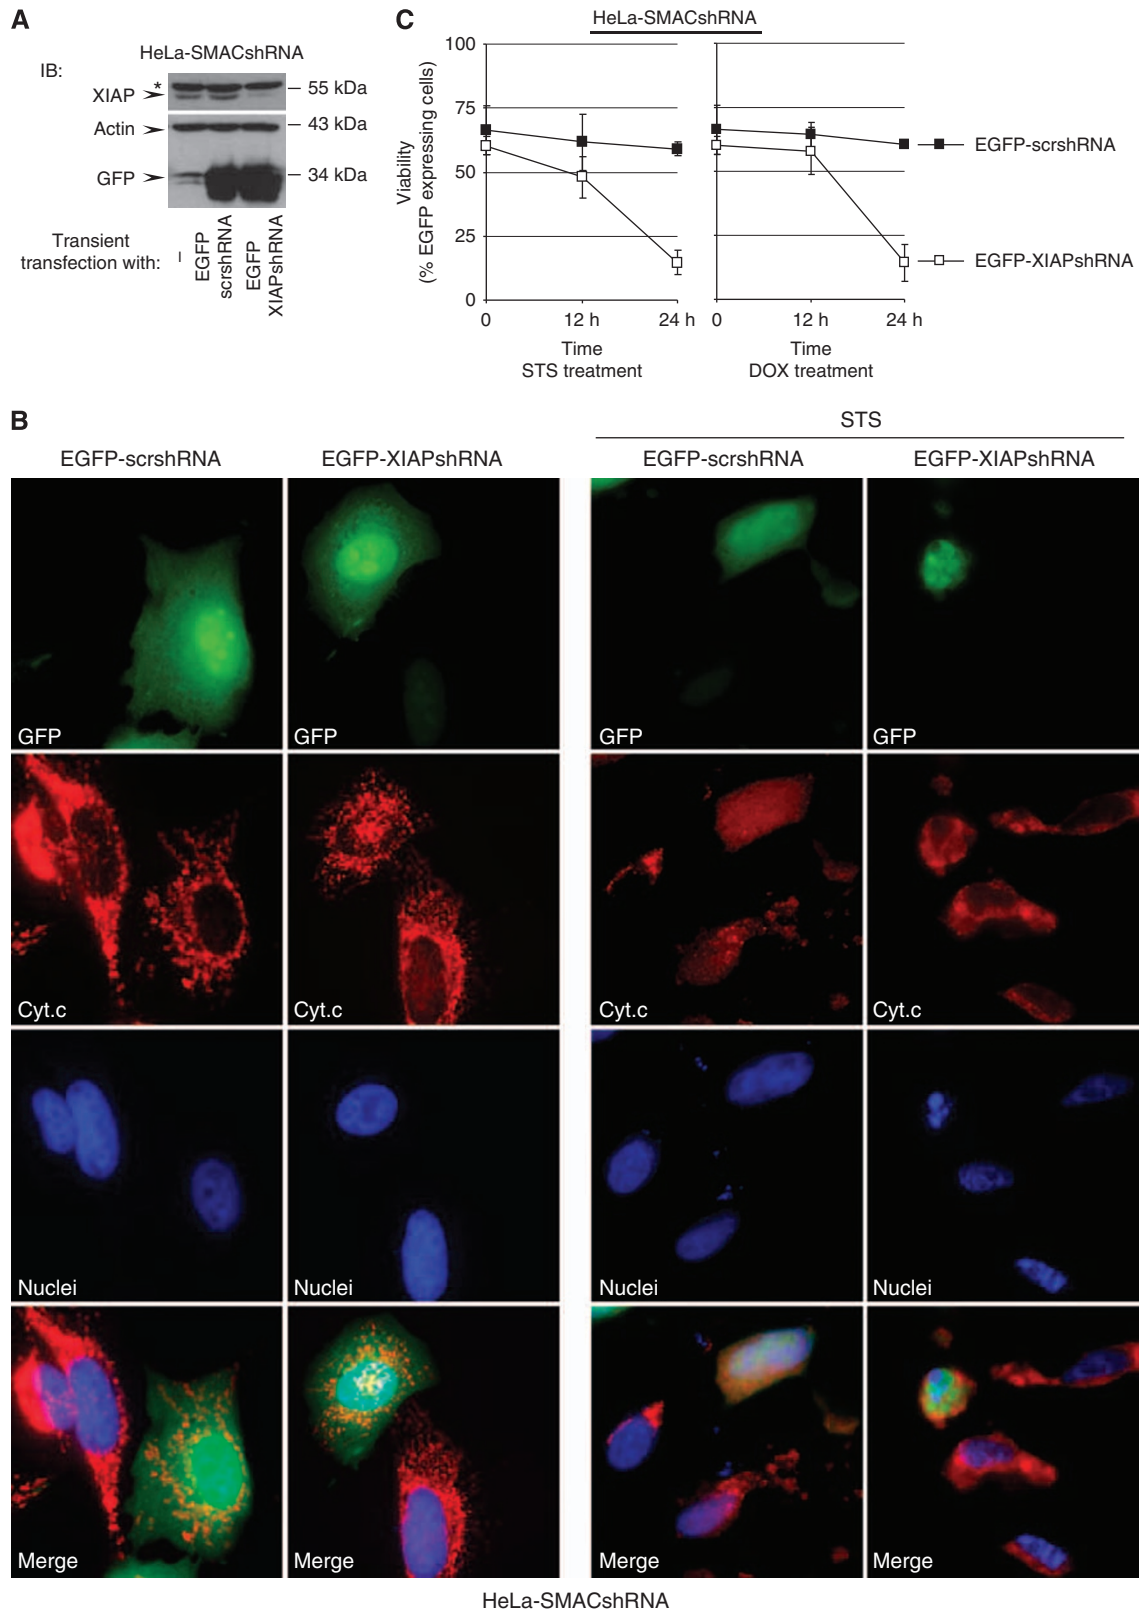 A
HeLa-SMACshRNA
IB:
*
XIAP
55 kDa
Actin
43 kDa
GFP
34 kDa
Transient
transfection with:
–
EGFP
scrshRNA
EGFP
XIAPshRNA
C
HeLa-SMACshRNA
Viability
(% EGFP expressing cells)
100
75
50
25
0
0
12 h
24 h
Time
STS treatment
0
12 h
24 h
Time
DOX treatment
EGFP-scrshRNA
EGFP-XIAPshRNA
B
STS
EGFP-scrshRNA
EGFP-XIAPshRNA
EGFP-scrshRNA
EGFP-XIAPshRNA
GFP
GFP
GFP
GFP
Cyt.c
Cyt.c
Cyt.c
Cyt.c
Nuclei
Nuclei
Nuclei
Nuclei
Merge
Merge
Merge
Merge
HeLa-SMACshRNA